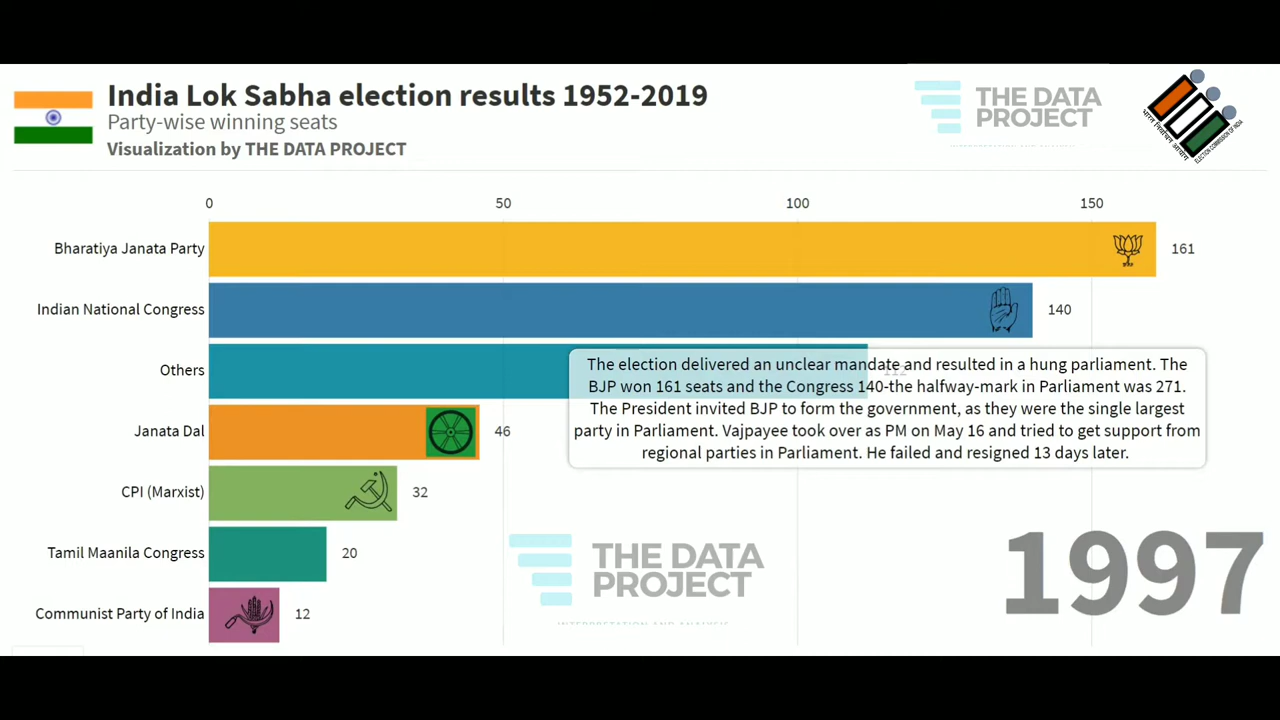 India Lok Sabha election results 1952-2019
Party-wise winning seats
Visualization by THE DATA PROJECT
THE DATA
PROJECT
0 50 100 150
Bharatiya Janata Party 161
Indian National Congress 140
Others 112
The election delivered an unclear mandate and resulted in a hung parliament. The
BJP won 161 seats and the Congress 140-the halfway-mark in Parliament was 271.
The President invited BJP to form the government, as they were the single largest
party in Parliament. Vajpayee took over as PM on May 16 and tried to get support from
regional parties in Parliament. He failed and resigned 13 days later.
Janata Dal 46
CPI (Marxist) 32
Tamil Maanila Congress 20
Communist Party of India 12
THE DATA
PROJECT
INTERPRETATION AND ANALYSIS
1997